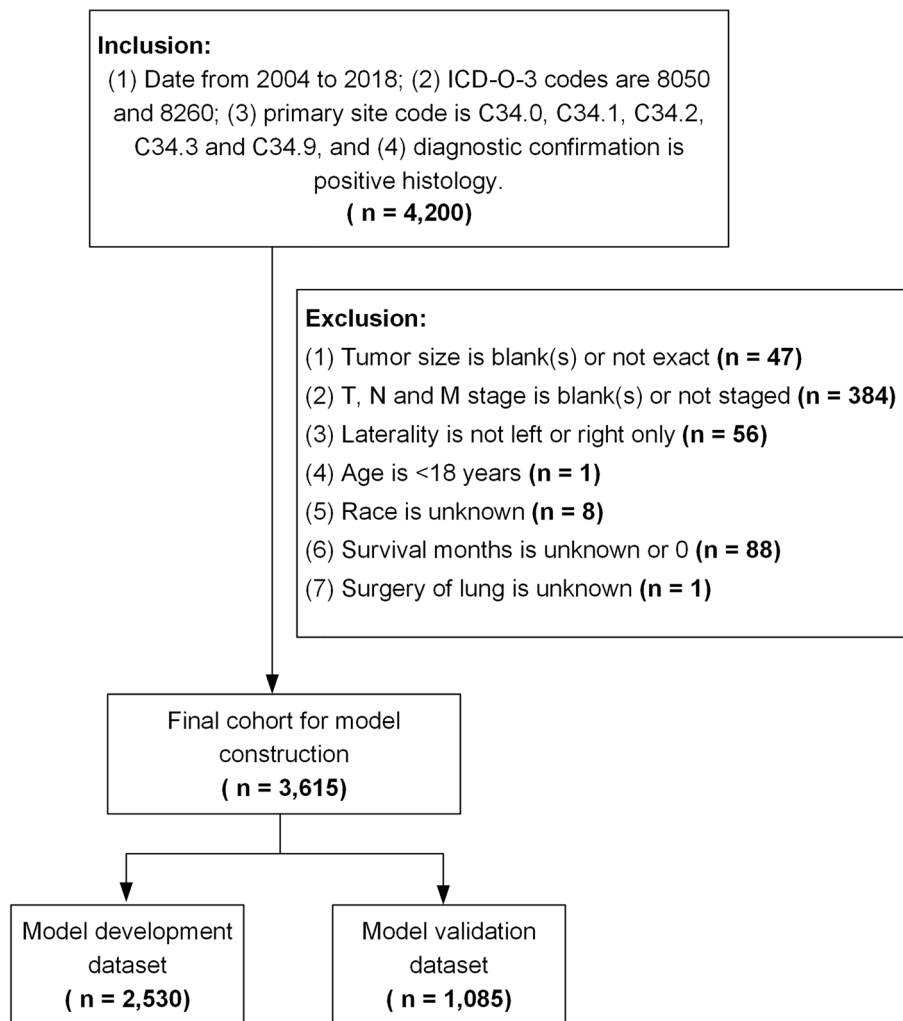 Inclusion:
(1) Date from 2004 to 2018; (2) ICD-O-3 codes are 8050
and 8260; (3) primary site code is C34.0, C34.1, C34.2,
C34.3 and C34.9, and (4) diagnostic confirmation is
positive histology.
( n = 4,200)
Exclusion:
(1) Tumor size is blank(s) or not exact (n = 47)
(2) T, N and M stage is blank(s) or not staged (n = 384)
(3) Laterality is not left or right only (n = 56)
(4) Age is <18 years (n = 1)
(5) Race is unknown (n = 8)
(6) Survival months is unknown or 0 (n = 88)
(7) Surgery of lung is unknown (n = 1)
Final cohort for model
construction
( n = 3,615)
Model development
dataset
( n = 2,530)
Model validation
dataset
( n = 1,085)